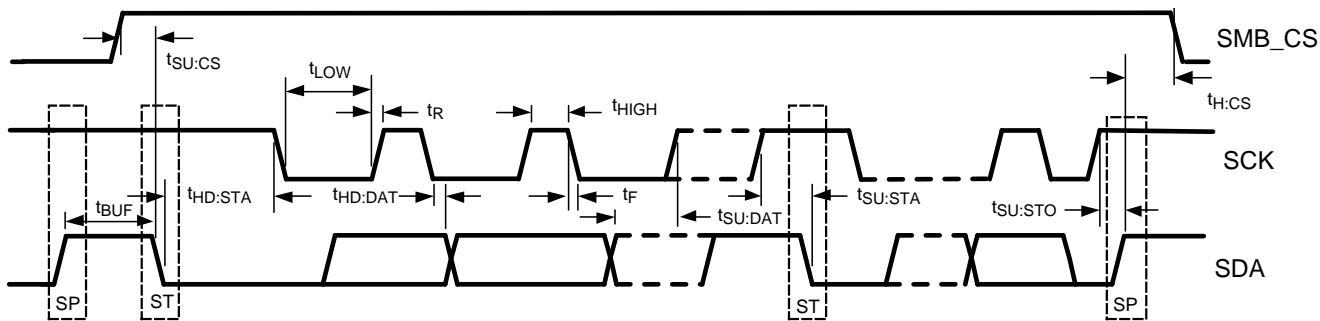 SMB_CS
tSU:CS
tLOW
tR
tHIGH
tH:CS
SCK
tHD:STA
tHD:DAT
tF
tSU:DAT
tSU:STA
tSU:STO
tBUF
SDA
SP
ST
ST
SP